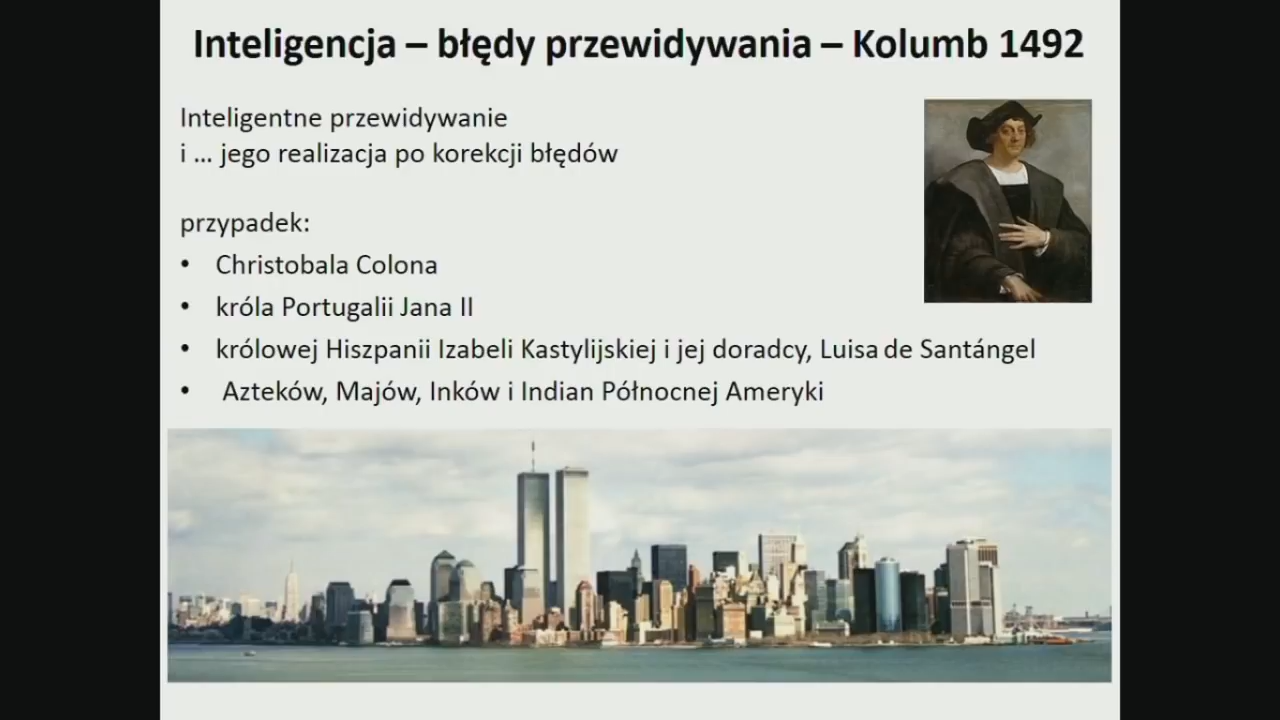 Inteligencja – błędy przewidywania – Kolumb 1492
Inteligentne przewidywanie
i ... jego realizacja po korekcji błędów
przypadek:
• Christobala Colona
• króla Portugalii Jana II
• królowej Hiszpanii Izabeli Kastylijskiej i jej doradcy, Luisa de Santángel
• Azteków, Majów, Inków i Indian Północnej Ameryki